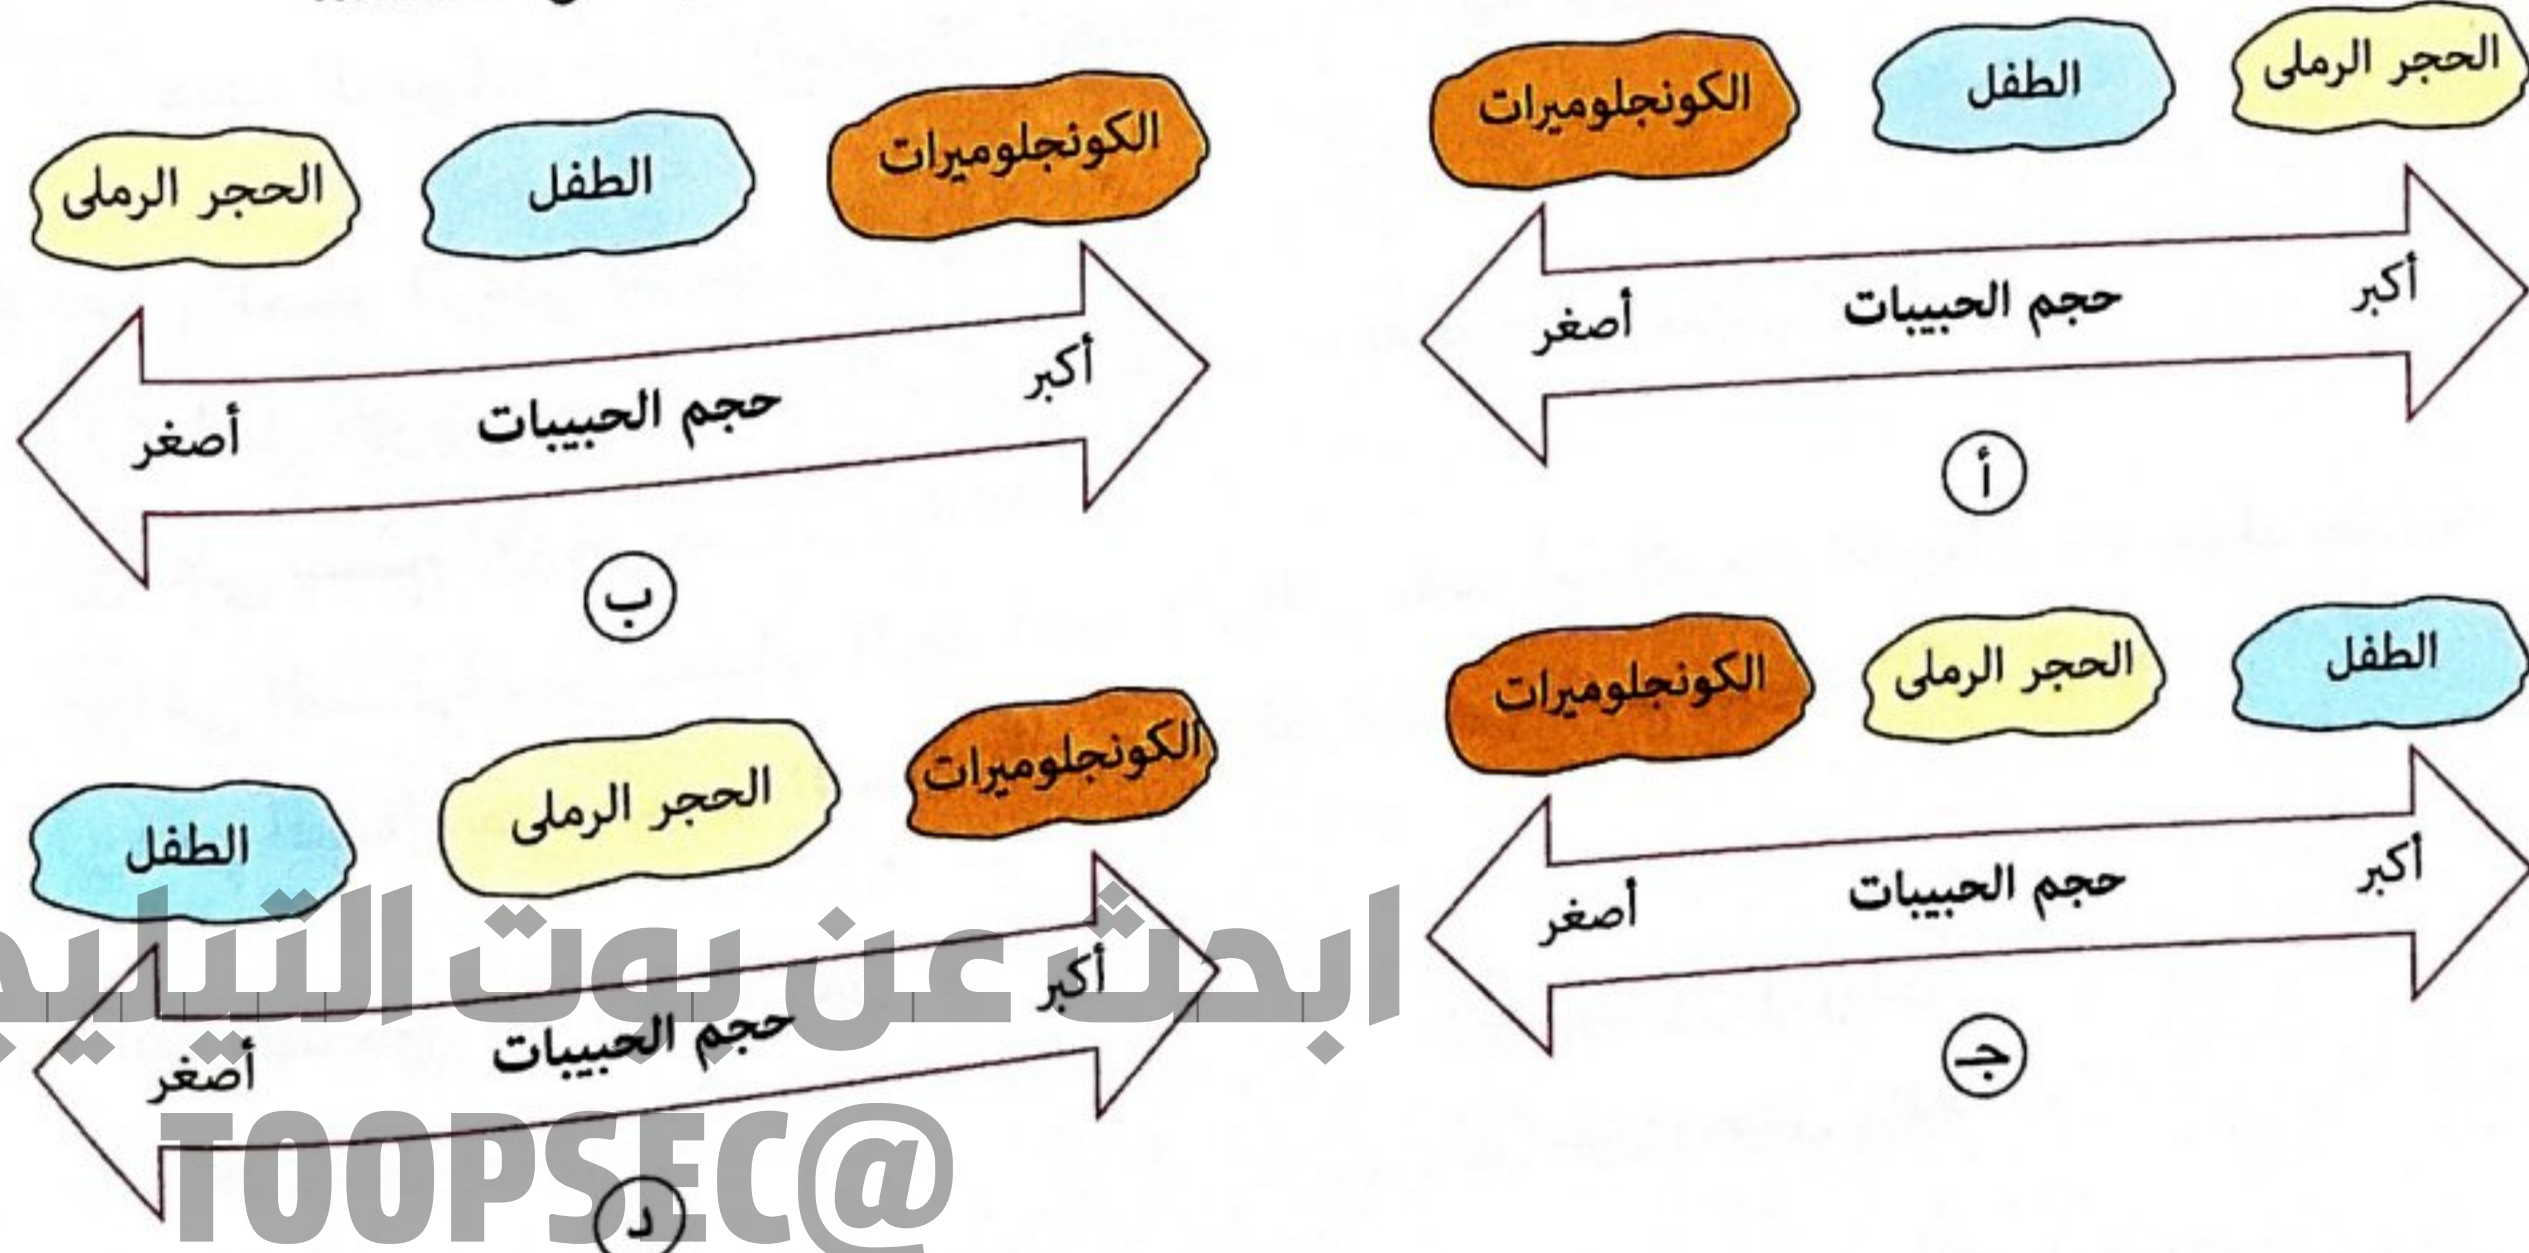 الحجر الرملى
الطفل
الكونجلوميرات
أكبر
حجم الحبيبات
أصغر
أ
الكونجلوميرات
الطفل
الحجر الرملى
أكبر
حجم الحبيبات
أصغر
ب
الطفل
الحجر الرملى
الكونجلوميرات
أكبر
حجم الحبيبات
أصغر
جـ
الكونجلوميرات
الحجر الرملى
الطفل
أكبر
حجم الحبيبات
أصغر
د
ابحث عن بوت
TOOPSEC@